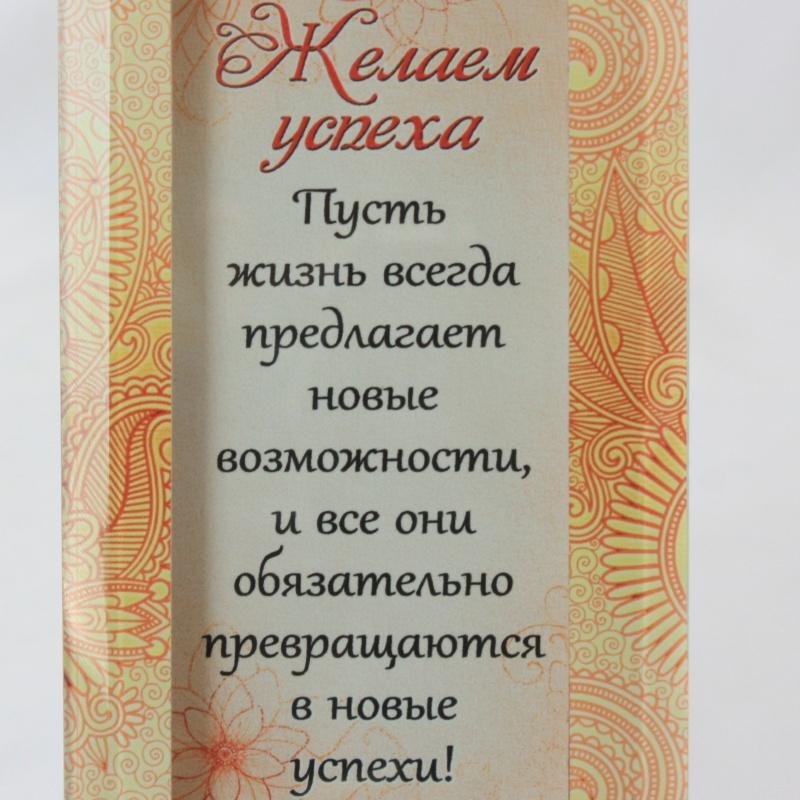 Желаем
успеха
Пусть
жизнь всегда
предлагает
новые
возможности,
и все они
обязательно
превращаются
в новые
успехи!